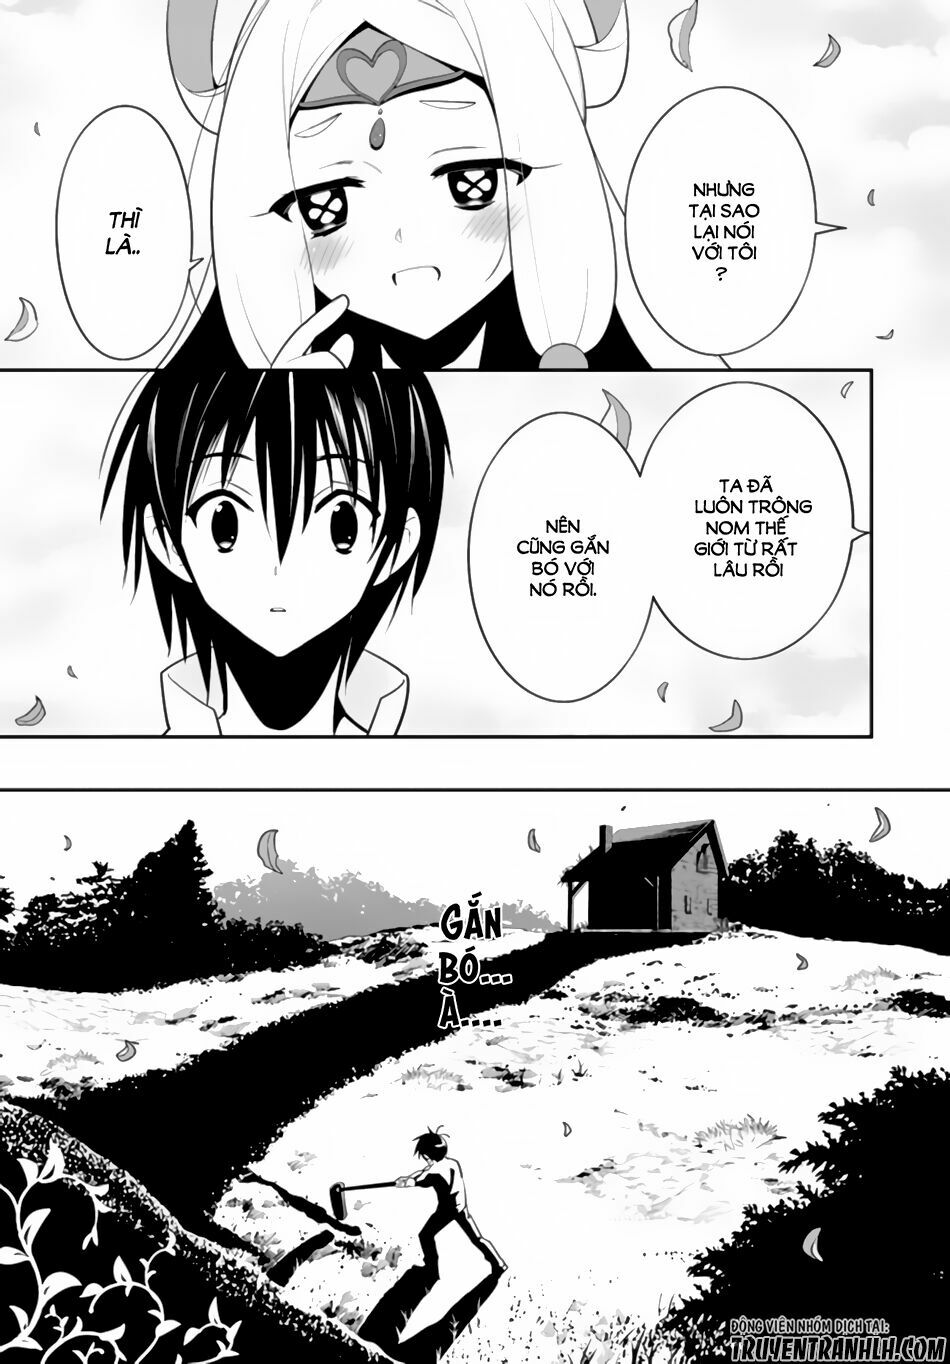 NHƯNG
TẠI SAO
LẠI NÓI
VỚI TÔI
?
THÌ
LÀ..
TA ĐÃ
LUÔN TRÔNG
NOM THẾ
GIỚI TỪ RẤT
LÂU RỒI
NÊN
CŨNG GẮN
BÓ VỚI
NÓ RỒI.
GẮN
BÓ...
À....
ĐỘNG VIÊN NHÓM DỊCH TẠI:
TRUYENTRANHLH.COM